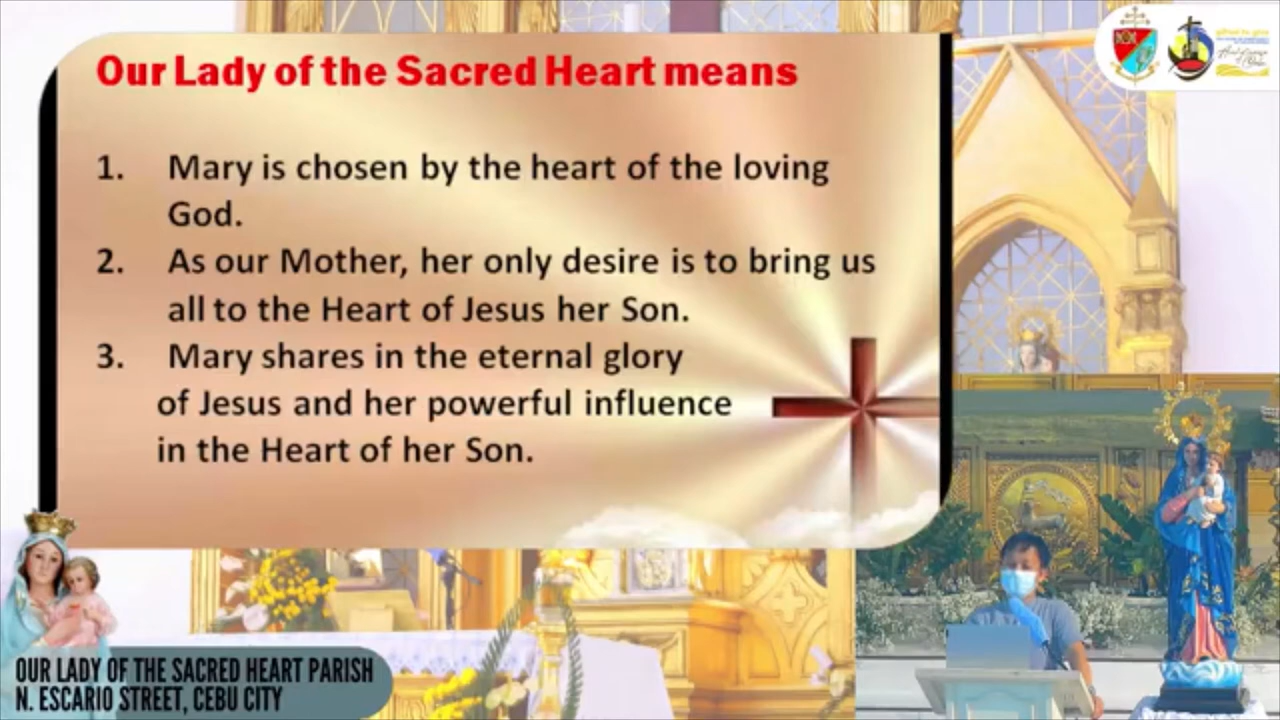 Our Lady of the Sacred Heart means
1. Mary is chosen by the heart of the loving
God.
2. As our Mother, her only desire is to bring us
all to the Heart of Jesus her Son.
3. Mary shares in the eternal glory
of Jesus and her powerful influence
in the Heart of her Son.
OUR LADY OF THE SACRED HEART PARISH
N. ESCARIO STREET, CEBU CITY